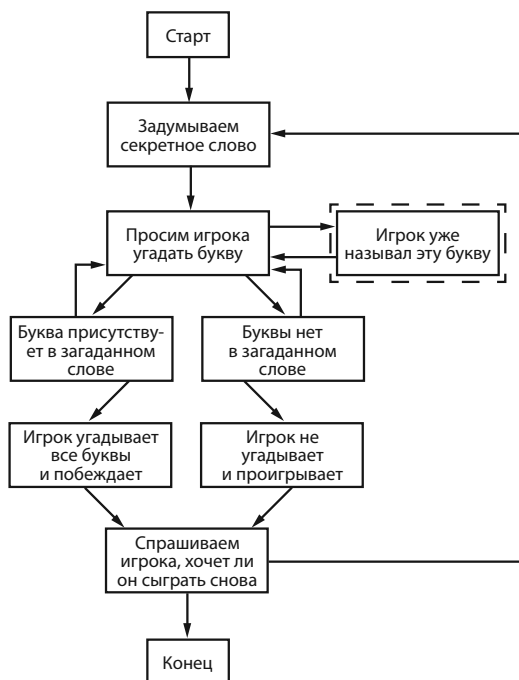 Старт
Задумываем
секретное слово
Просим игрока
угадать букву
Игрок уже
называл эту букву
Буква присутству-
ет в загаданном
слове
Буквы нет
в загаданном
слове
Игрок угадывает
все буквы
и побеждает
Игрок не
угадывает
и проигрывает
Спрашиваем
игрока, хочет ли
он сыграть снова
Конец